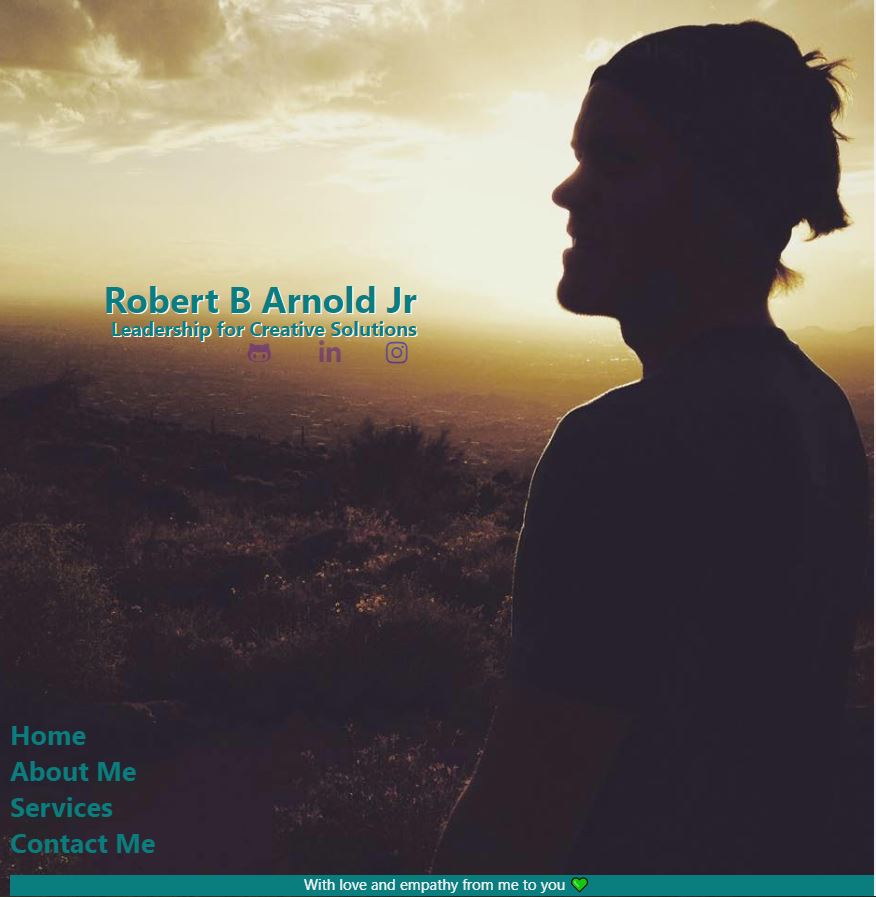 Robert B Arnold Jr
Leadership for Creative Solutions
Home
About Me
Services
Contact Me
With love and empathy from me to you 💚